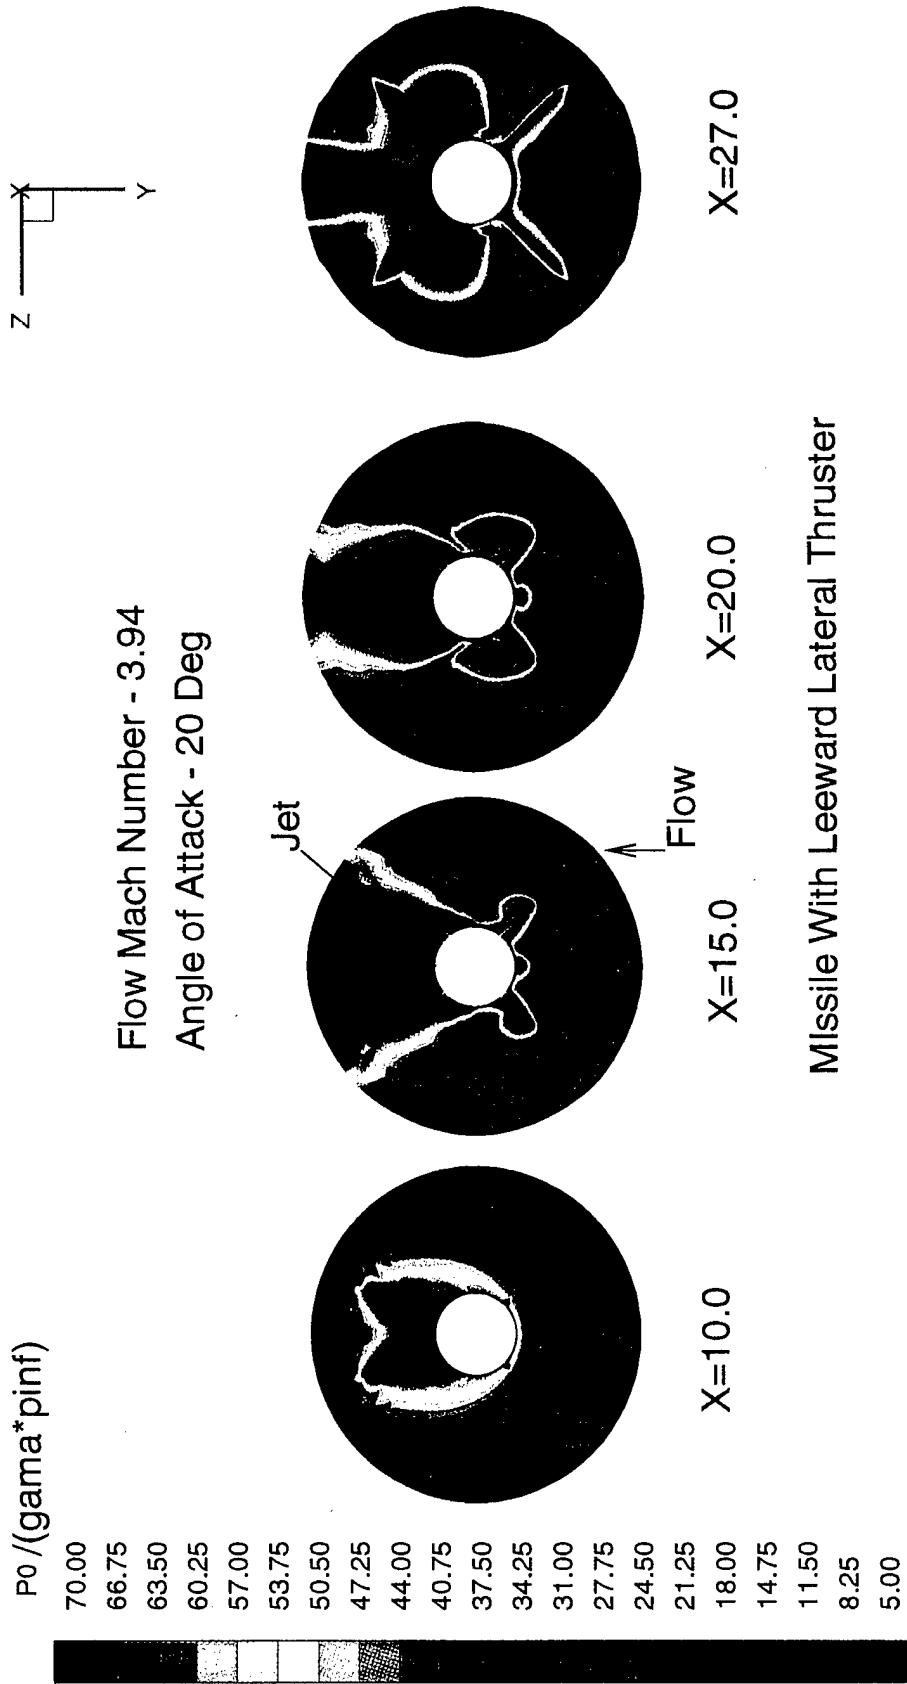 P0/(gama*pinf)
70.00
66.75
63.50
60.25
57.00
53.75
50.50
47.25
44.00
40.75
37.50
34.25
31.00
27.75
24.50
21.25
18.00
14.75
11.50
8.25
5.00
Flow Mach Number - 3.94
Angle of Attack - 20 Deg
Z
X
Y
Jet
Flow
X=10.0
X=15.0
X=20.0
X=27.0
MIssile With Leeward Lateral Thruster